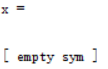 x =
[ empty sym ]